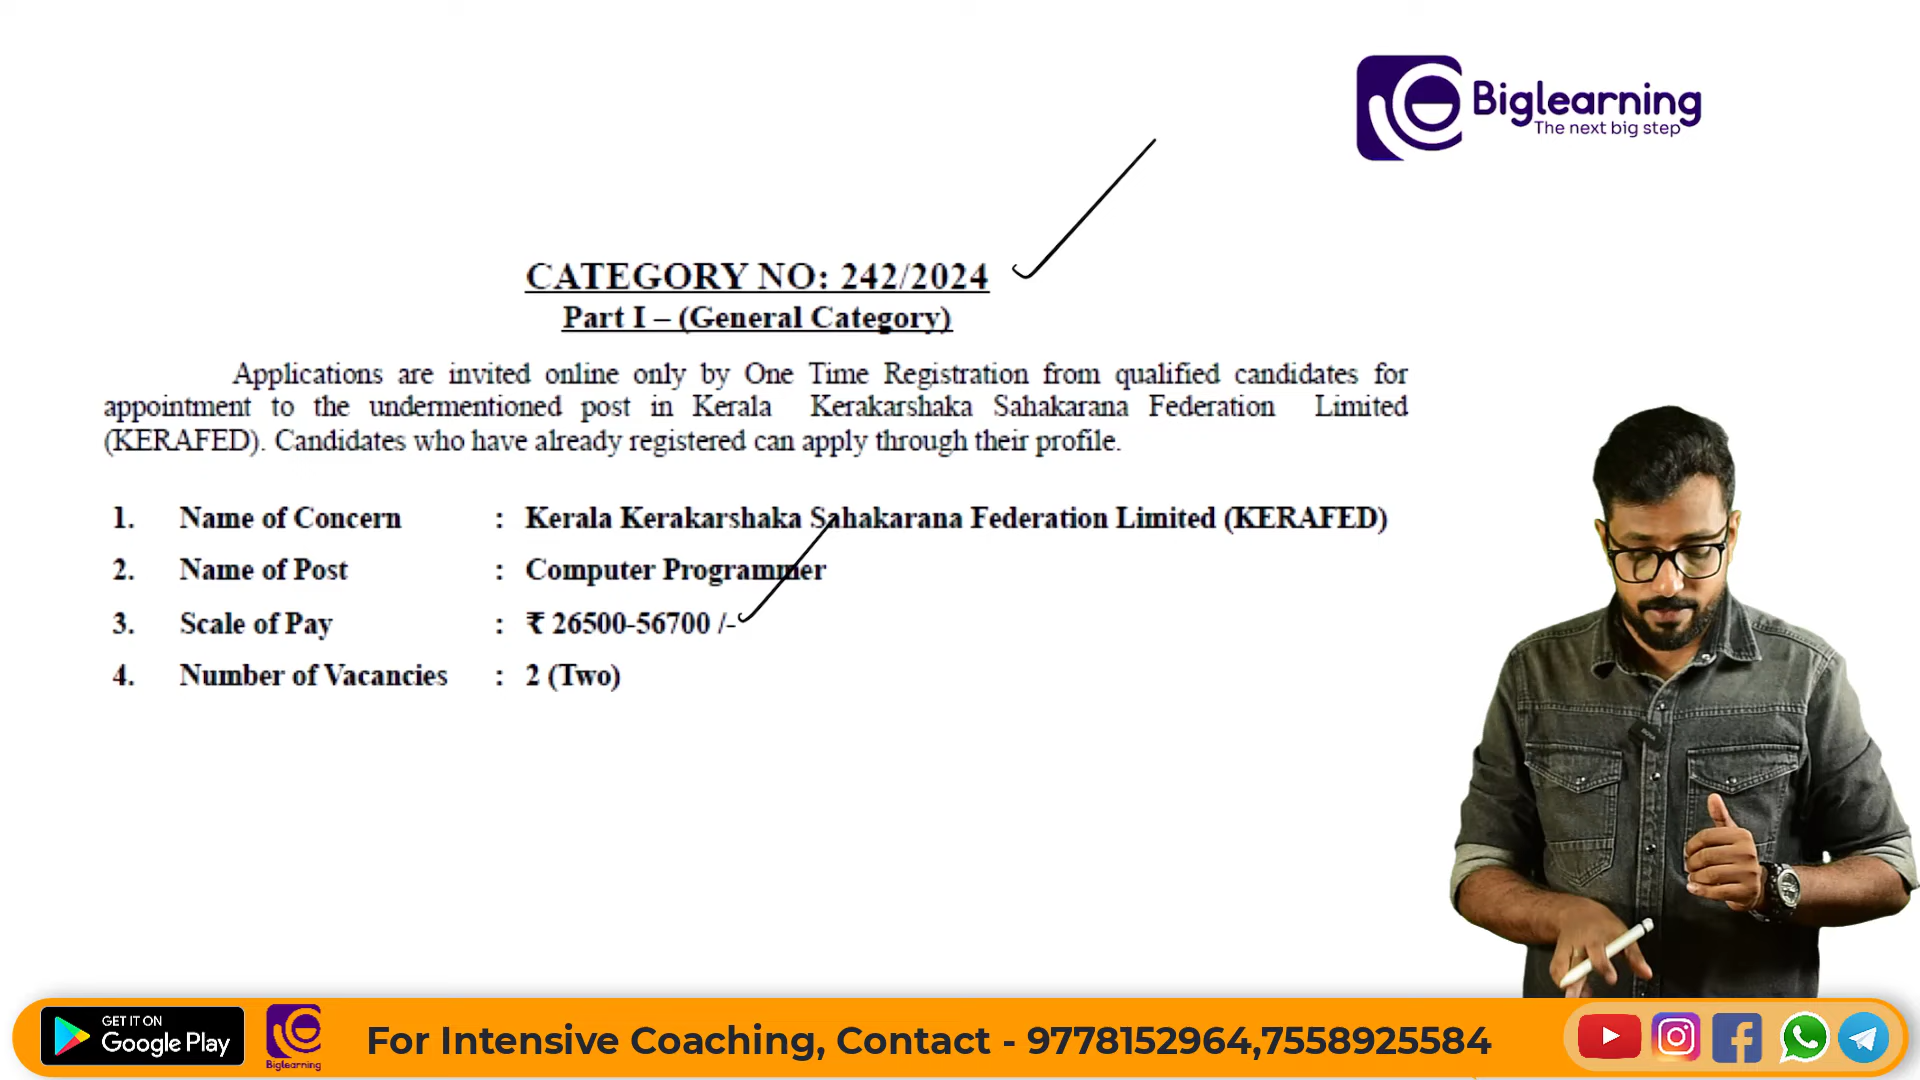 Biglearning
The next big step
CATEGORY NO: 242/2024
Part I – (General Category)
Applications are invited online only by One Time Registration from qualified candidates for
appointment to the undermentioned post in Kerala Kerakarshaka Sahakarana Federation Limited
(KERAFED). Candidates who have already registered can apply through their profile.
1. Name of Concern : Kerala Kerakarshaka Sahakarana Federation Limited (KERAFED)
2. Name of Post : Computer Programmer
3. Scale of Pay : ₹ 26500-56700 /-
4. Number of Vacancies : 2 (Two)
GET IT ON
Google Play
Biglearning
For Intensive Coaching, Contact - 9778152964,7558925584